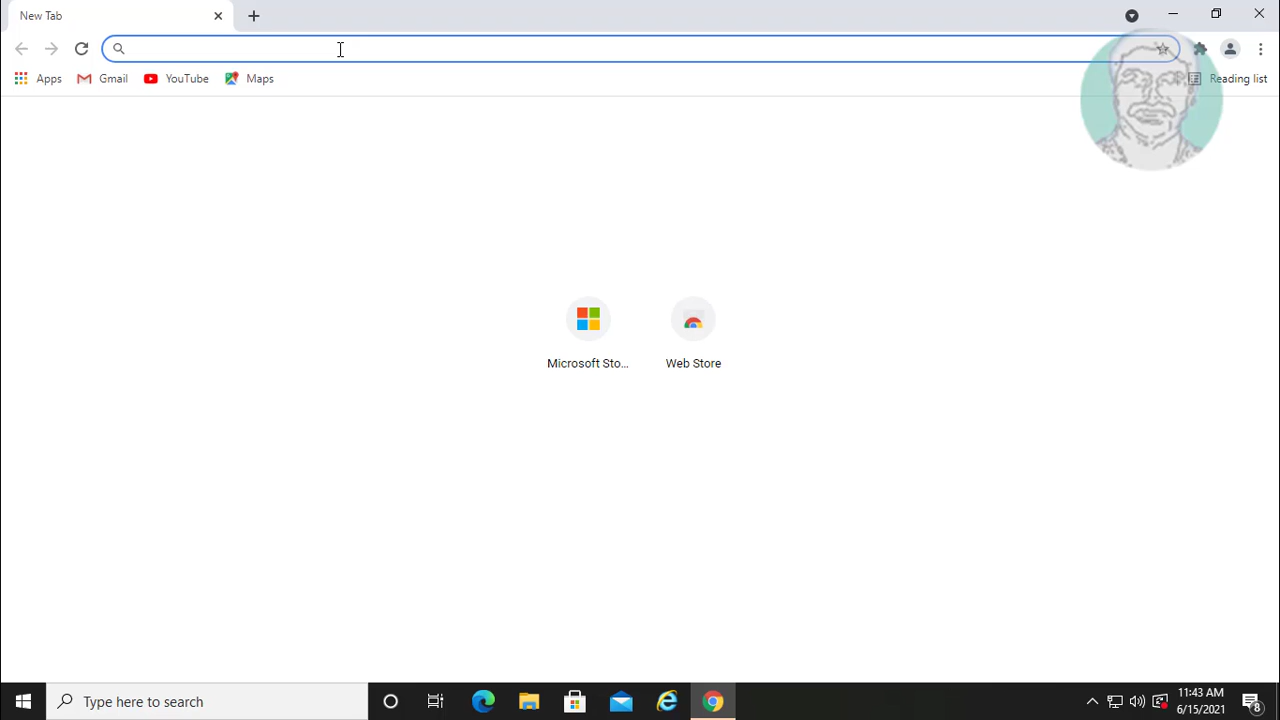 New Tab
Apps Gmail YouTube Maps Reading list
Microsoft Sto... Web Store
Type here to search
11:43 AM
6/15/2021
8